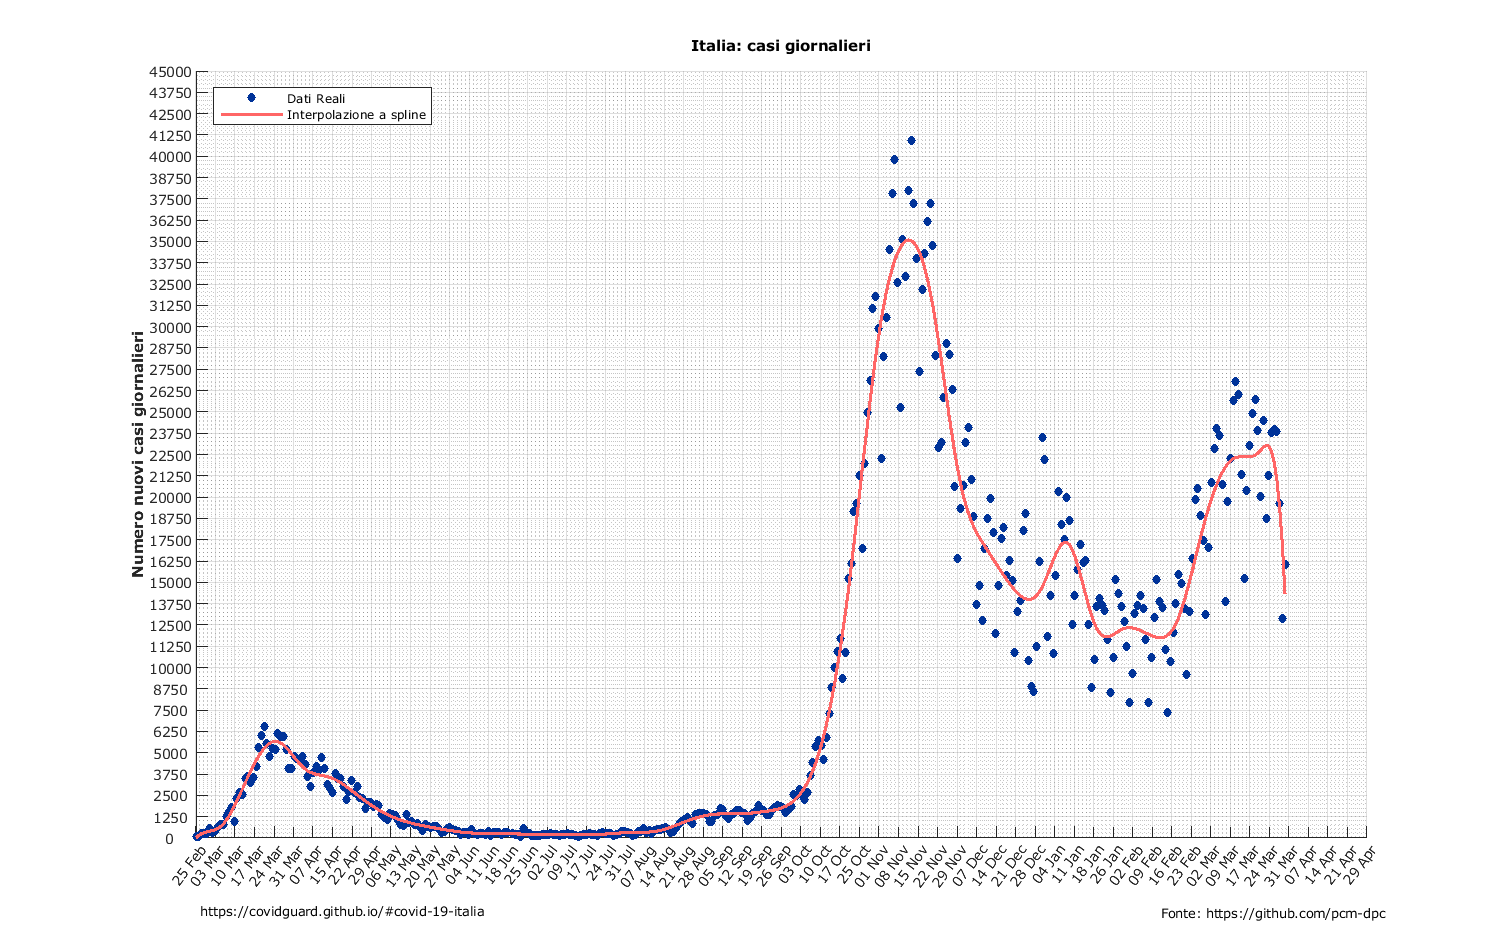 Italia: casi giornalieri
45000
43750
42500
41250
40000
38750
37500
36250
35000
33750
32500
31250
30000
28750
27500
26250
25000
23750
22500
21250
20000
18750
17500
16250
15000
13750
12500
11250
10000
8750
7500
6250
5000
3750
2500
1250
0
Dati Reali
Interpolazione a spline
Numero nuovi casi giornalieri
25 Feb
03 Mar
10 Mar
17 Mar
24 Mar
31 Mar
07 Apr
15 Apr
22 Apr
29 Apr
06 May
13 May
20 May
27 May
04 Jun
11 Jun
18 Jun
25 Jun
02 Jul
09 Jul
17 Jul
24 Jul
31 Jul
07 Aug
14 Aug
21 Aug
28 Aug
05 Sep
12 Sep
19 Sep
26 Sep
03 Oct
10 Oct
17 Oct
25 Oct
01 Nov
08 Nov
15 Nov
22 Nov
29 Nov
07 Dec
14 Dec
21 Dec
28 Dec
04 Jan
11 Jan
18 Jan
26 Jan
02 Feb
09 Feb
16 Feb
23 Feb
02 Mar
09 Mar
17 Mar
24 Mar
31 Mar
07 Apr
14 Apr
21 Apr
29 Apr
https://covidguard.github.io/#covid-19-italia
Fonte: https://github.com/pcm-dpc